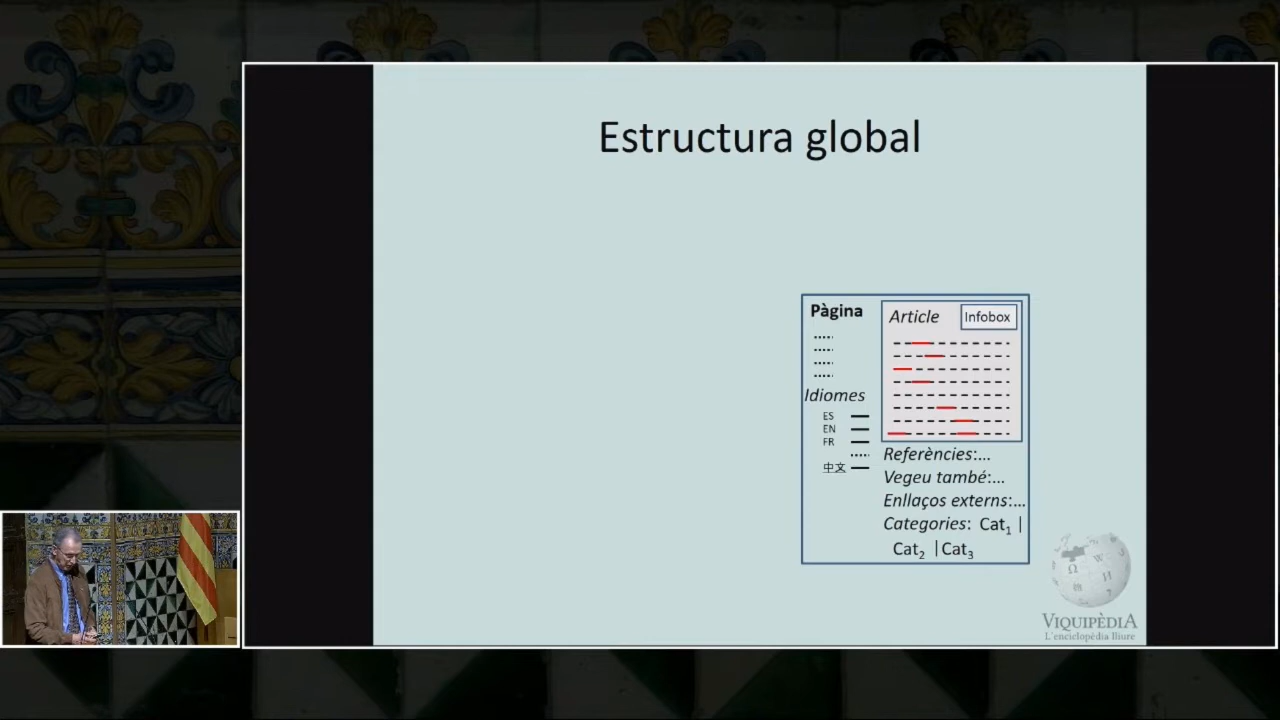 Estructura global
Pàgina
Idiomes
ES
EN
FR
中文
Article
Infobox
Referències:...
Vegeu també:...
Enllaços externs:...
Categories: Cat₁ |
Cat₂ |Cat₃
VIQUIPÈDIA
L'enciclopèdia lliure